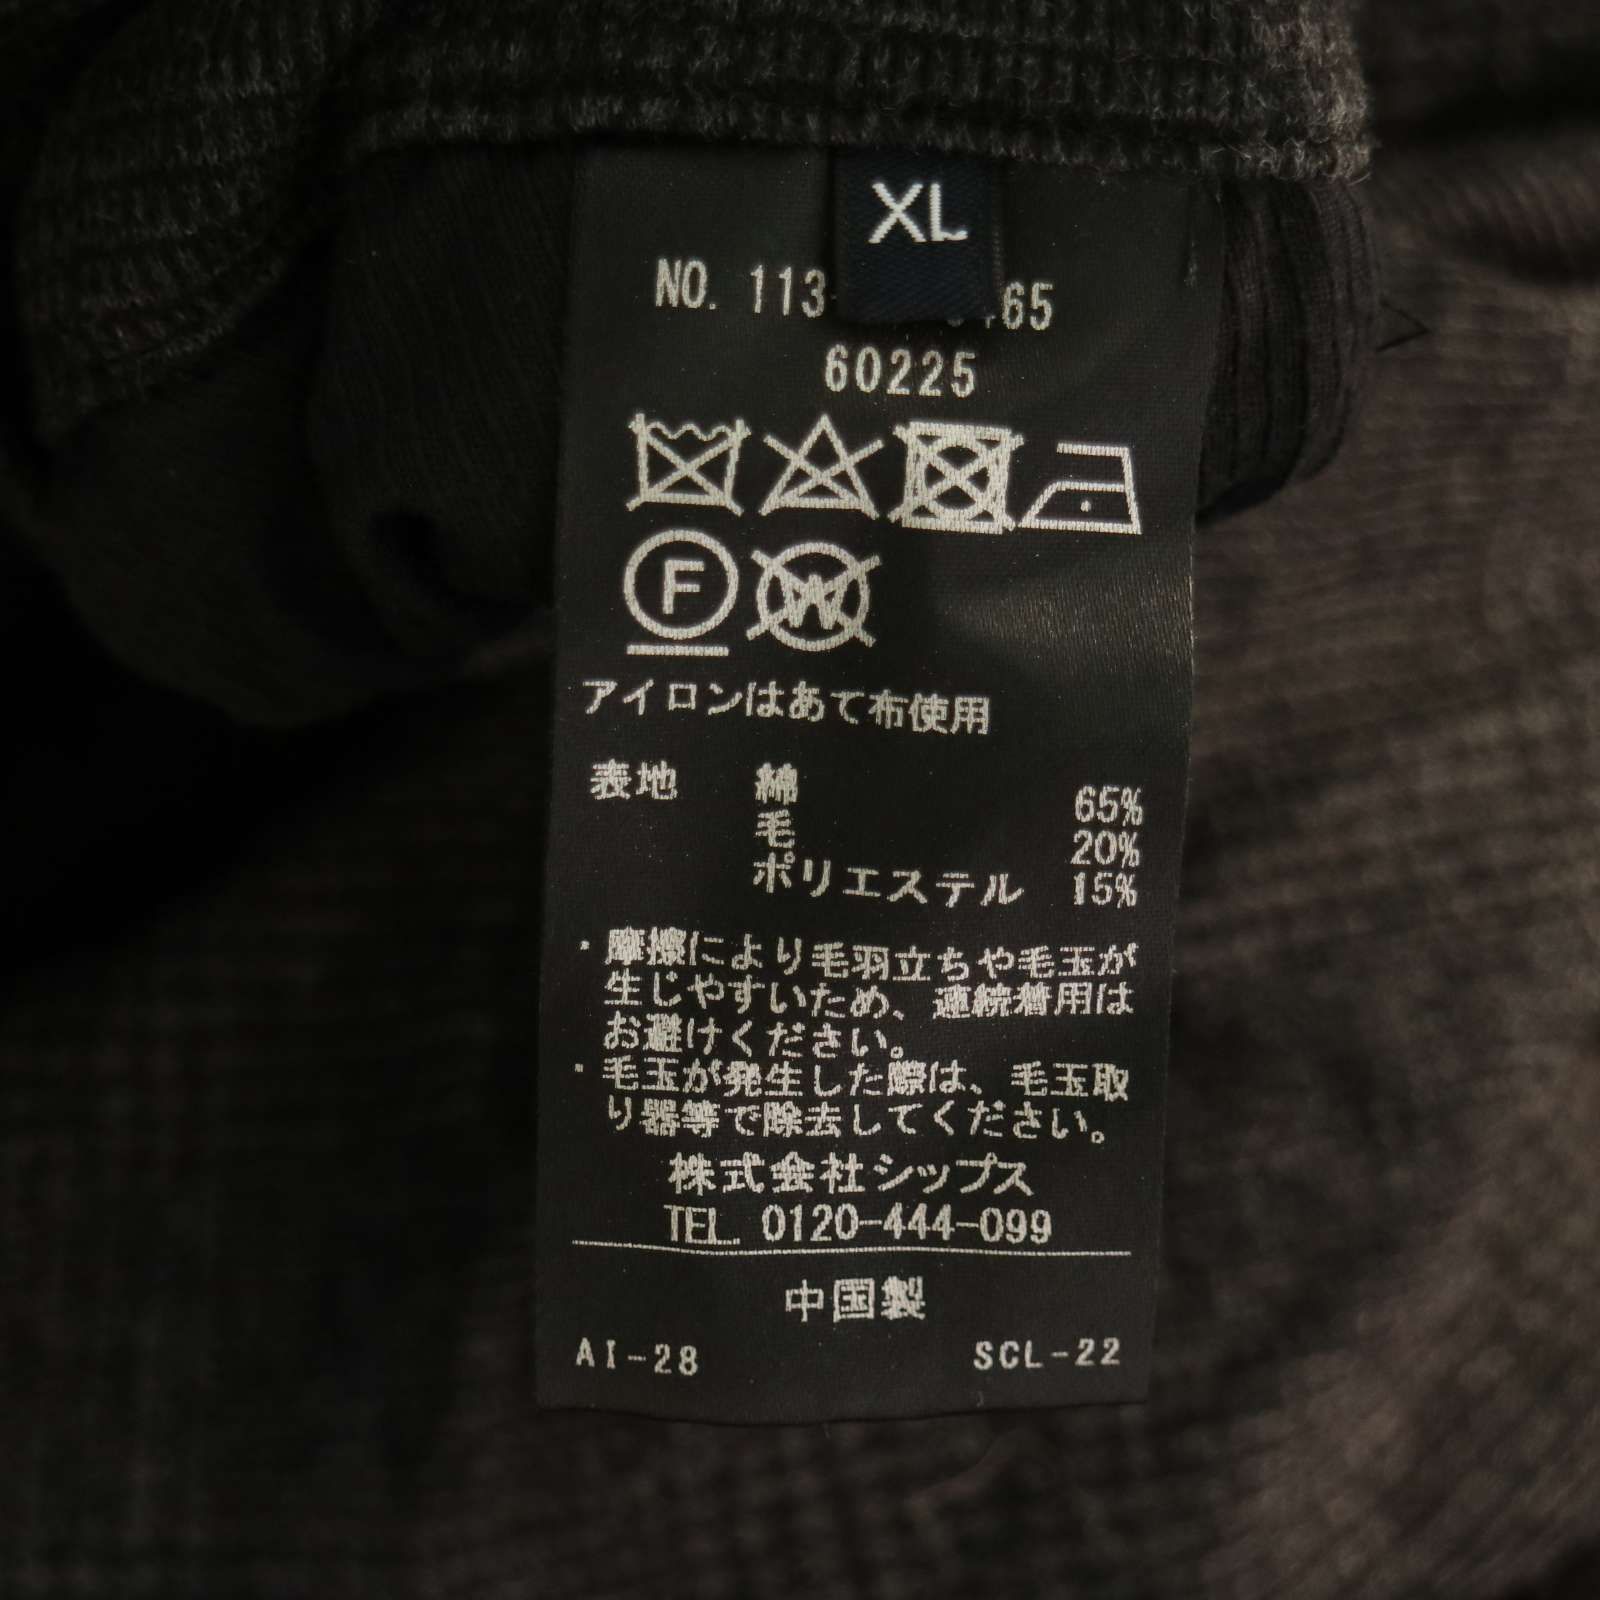 XL
NO. 113
65
60225
F
W
アイロンはあて布使用
表地 綿 65%
毛 20%
ポリエステル 15%
・摩擦により毛羽立ちや毛玉が
生じやすいため、連続着用は
お避けください。
・毛玉が発生した際は、毛玉取
り器等で除去してください。
株式会社シップス
TEL. 0120-444-099
中国製
AI-28 SCL-22